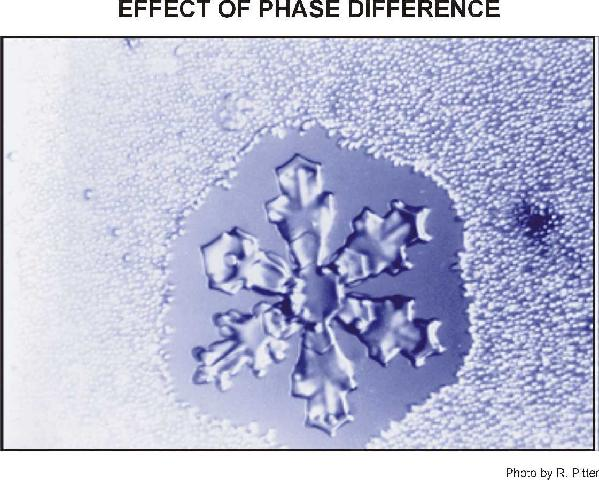 EFFECT OF PHASE DIFFERENCE
Photo by R. Pitter